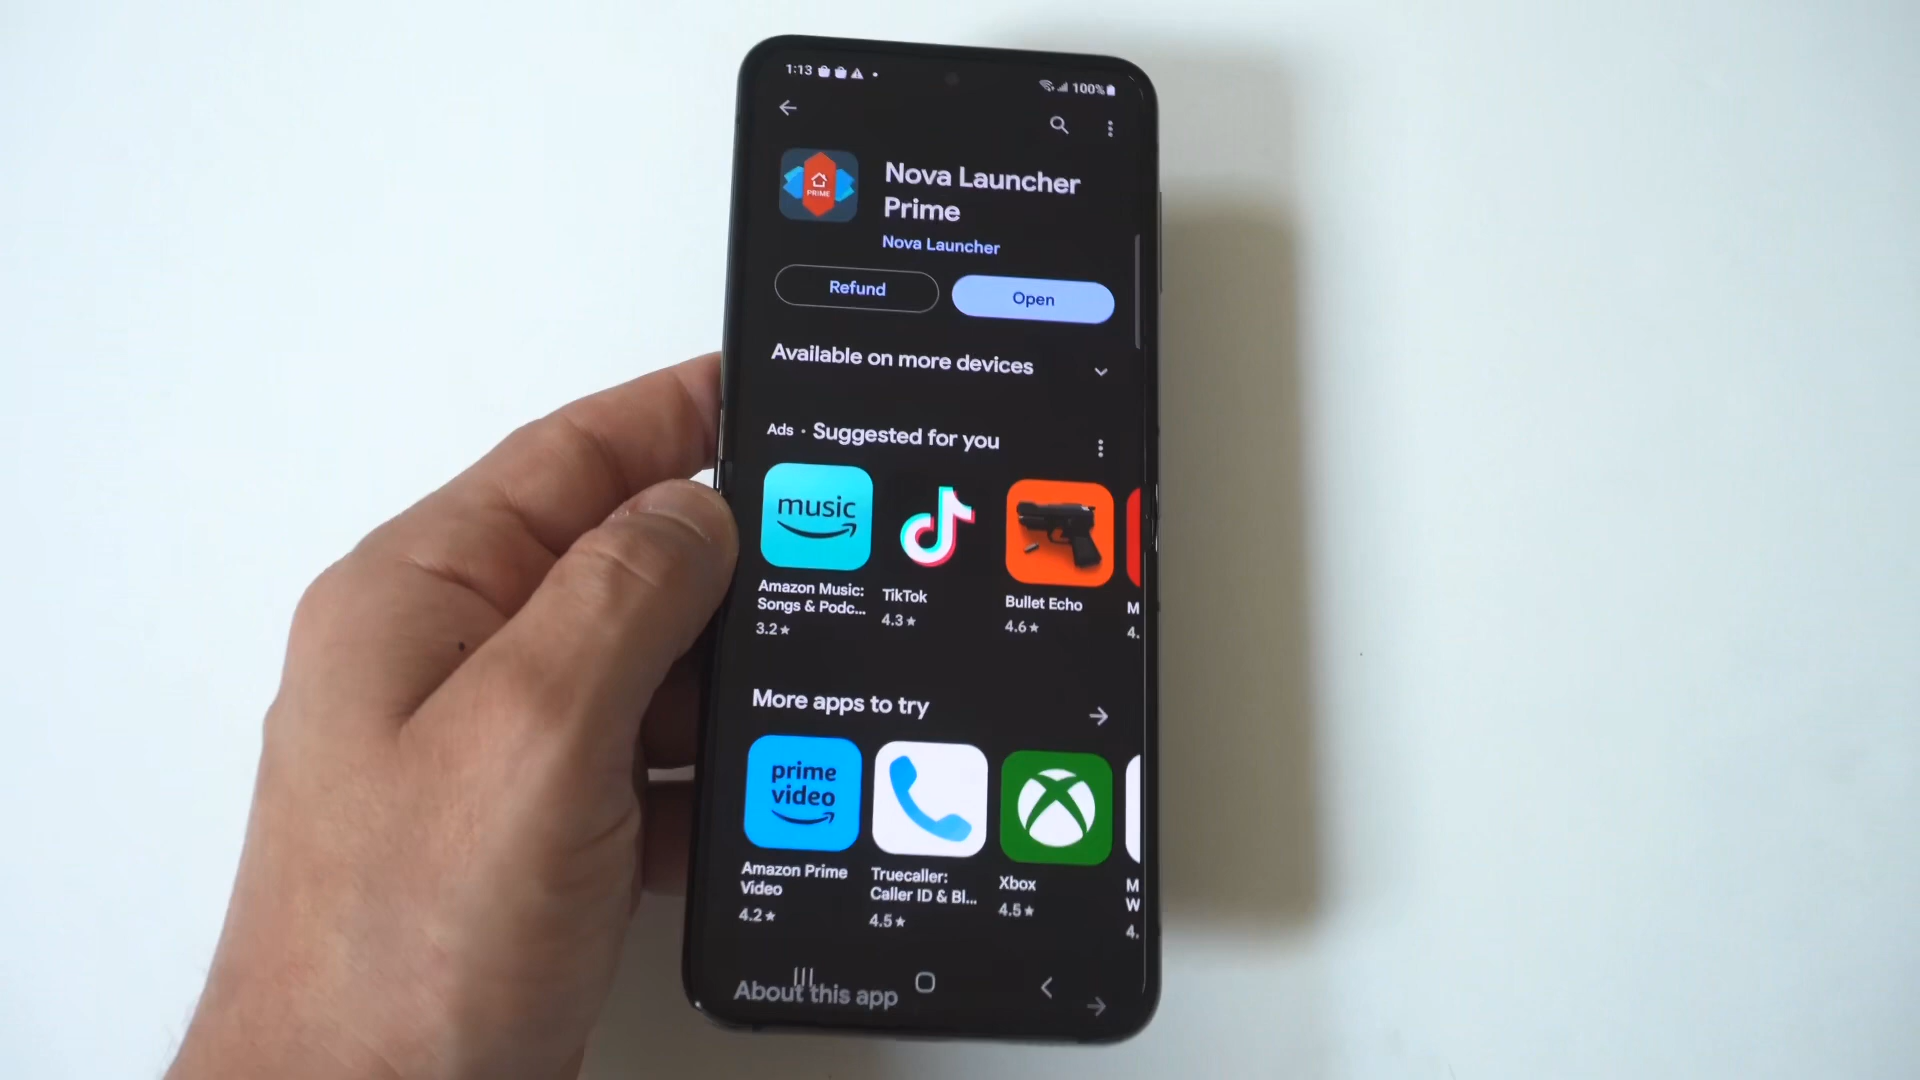 1:13
100%
PRIME
Nova Launcher
Prime
Nova Launcher
Refund
Open
Available on more devices
Ads • Suggested for you
music
Amazon Music:
Songs & Podc...
3.2★
TikTok
4.3★
Bullet Echo
4.6★
M
4.
More apps to try
prime
video
Amazon Prime
Video
4.2★
Truecaller:
Caller ID & Bl...
4.5★
Xbox
4.5★
M
W
4.
About this app